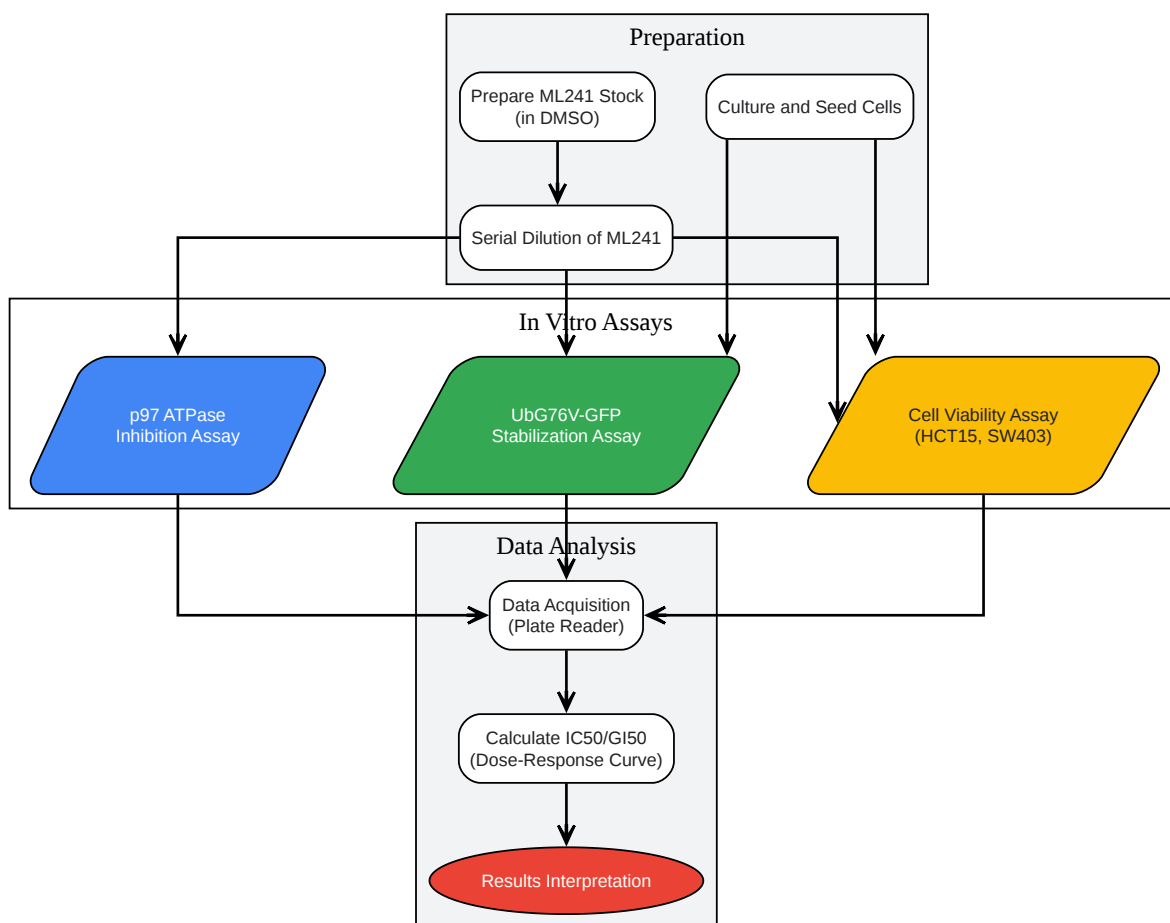 Preparation
Prepare ML241 Stock
(in DMSO)
Culture and Seed Cells
Serial Dilution of ML241
In Vitro Assays
p97 ATPase
Inhibition Assay
UbG76V-GFP
Stabilization Assay
Cell Viability Assay
(HCT15, SW403)
Data Analysis
Data Acquisition
(Plate Reader)
Calculate IC50/GI50
(Dose-Response Curve)
Results Interpretation